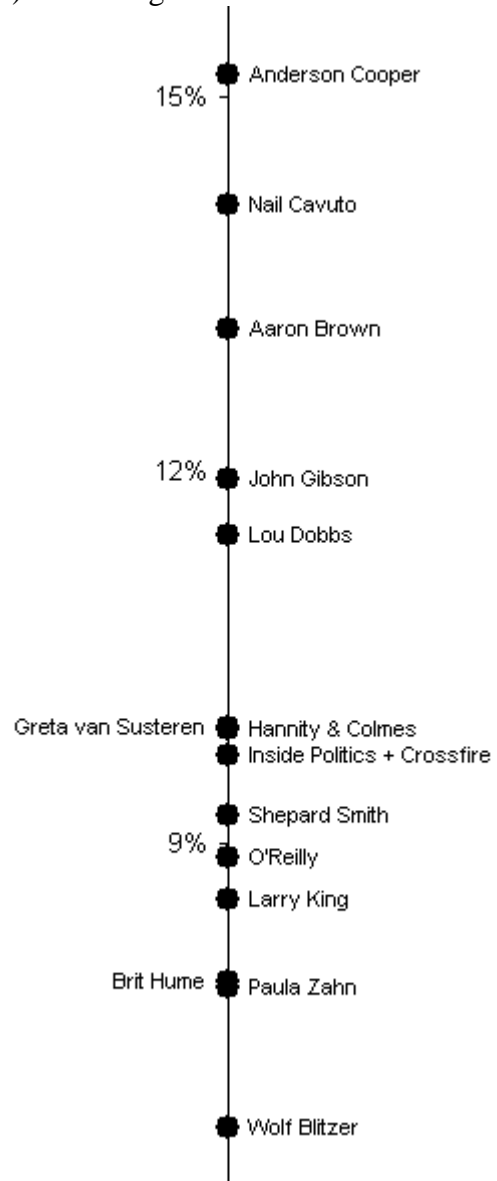 Anderson Cooper
15%
Nail Cavuto
Aaron Brown
12%
John Gibson
Lou Dobbs
Greta van Susteren
Hannity & Colmes
Inside Politics + Crossfire
Shepard Smith
9%
O'Reilly
Larry King
Brit Hume
Paula Zahn
Wolf Blitzer